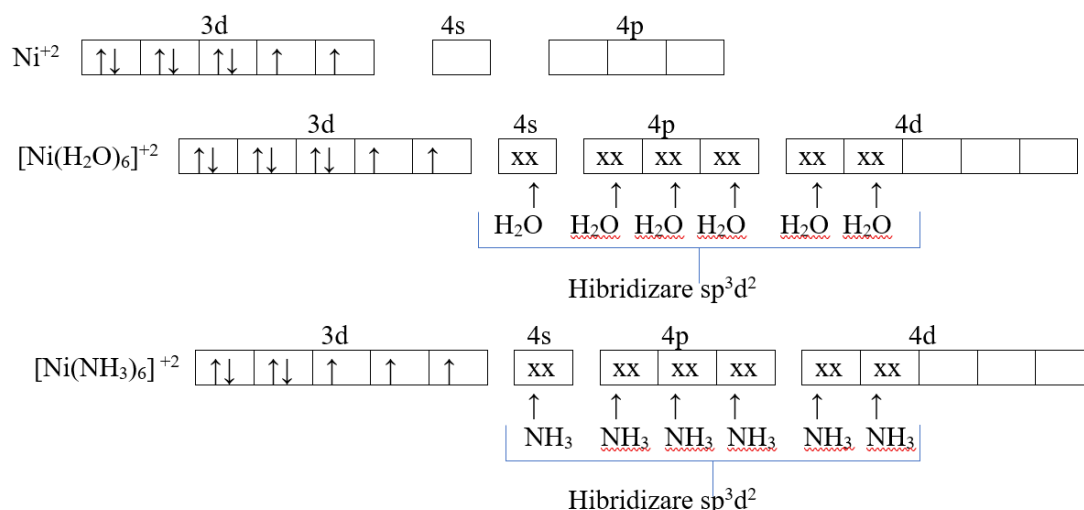 3d 4s 4p
Ni⁺² ↑↓ ↑↓ ↑↓ ↑ ↑
3d 4s 4p 4d
[Ni(H₂O)₆]⁺² ↑↓ ↑↓ ↑↓ ↑ ↑ xx xx xx xx xx xx
↑ ↑ ↑ ↑ ↑ ↑
H₂O H₂O H₂O H₂O H₂O H₂O
Hibridizare sp³d²
3d 4s 4p 4d
[Ni(NH₃)₆] ⁺² ↑↓ ↑↓ ↑ ↑ ↑ xx xx xx xx xx xx
↑ ↑ ↑ ↑ ↑ ↑
NH₃ NH₃ NH₃ NH₃ NH₃ NH₃
Hibridizare sp³d²